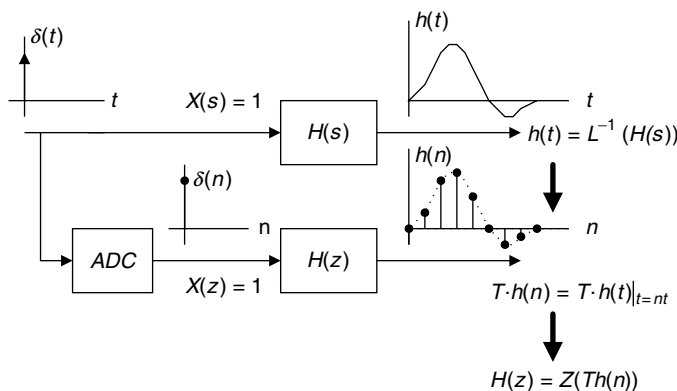 δ(t)
t
X(s) = 1
H(s)
h(t)
t
h(t) = L⁻¹ (H(s))
δ(n)
n
ADC
X(z) = 1
H(z)
h(n)
n
T·h(n) = T·h(t)|ₜ₌ₙₜ
H(z) = Z(Th(n))